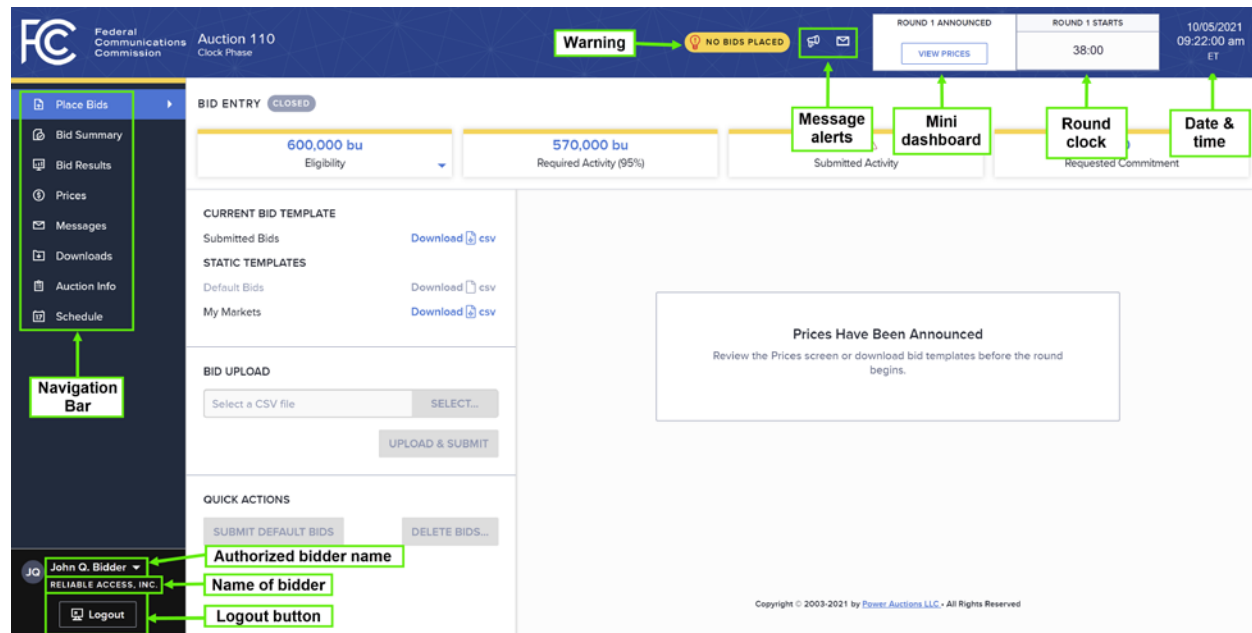 Federal
Communications
Commission
Auction 110
Clock Phase
Warning
NO BIDS PLACED
ROUND 1 ANNOUNCED
VIEW PRICES
ROUND 1 STARTS
38:00
10/05/2021
09:22:00 am
ET
Place Bids
Bid Summary
Bid Results
Prices
Messages
Downloads
Auction Info
Schedule
Navigation
Bar
BID ENTRY CLOSED
Message
alerts
Mini
dashboard
Round
clock
Date &
time
600,000 bu
Eligibility
570,000 bu
Required Activity (95%)
Submitted Activity
Requested Commitment
CURRENT BID TEMPLATE
Submitted Bids Download csv
STATIC TEMPLATES
Default Bids Download csv
My Markets Download csv
Prices Have Been Announced
Review the Prices screen or download bid templates before the round
begins.
BID UPLOAD
Select a CSV file SELECT...
UPLOAD & SUBMIT
QUICK ACTIONS
SUBMIT DEFAULT BIDS DELETE BIDS...
Authorized bidder name
Name of bidder
Logout button
JQ
John Q. Bidder
RELIABLE ACCESS, INC.
Logout
Copyright © 2003-2021 by Power Auctions LLC - All Rights Reserved